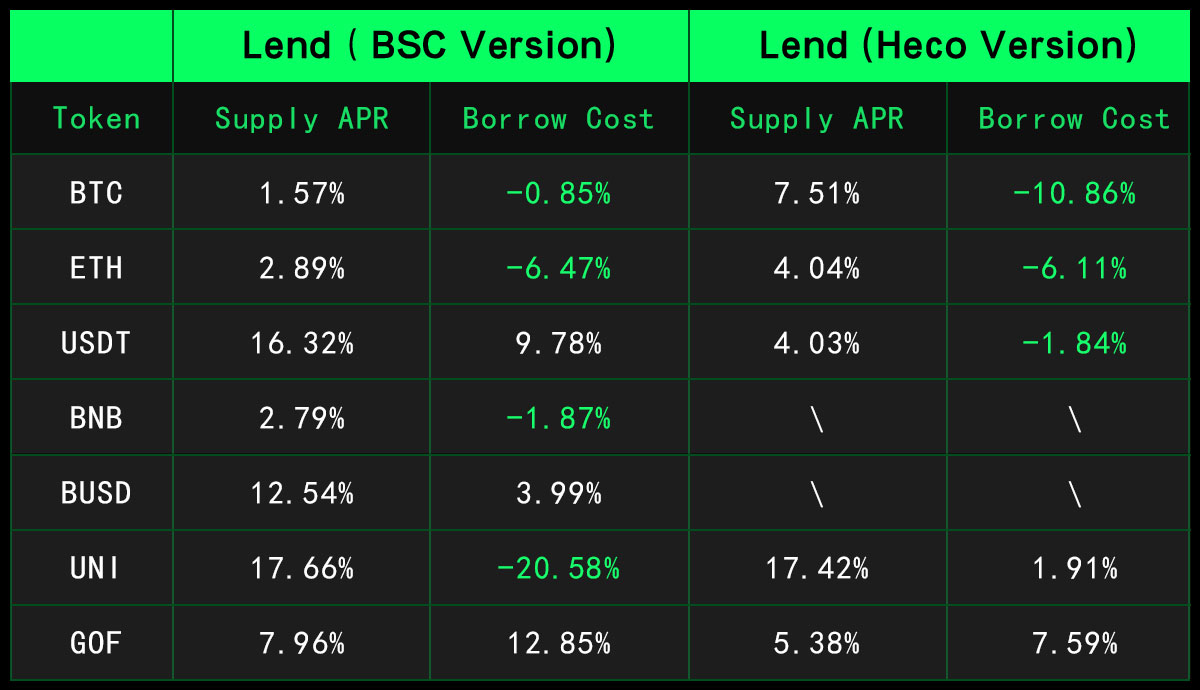 Lend ( BSC Version) Lend (Heco Version)
Token Supply APR Borrow Cost Supply APR Borrow Cost
BTC 1.57% -0.85% 7.51% -10.86%
ETH 2.89% -6.47% 4.04% -6.11%
USDT 16.32% 9.78% 4.03% -1.84%
BNB 2.79% -1.87% \ \
BUSD 12.54% 3.99% \ \
UNI 17.66% -20.58% 17.42% 1.91%
GOF 7.96% 12.85% 5.38% 7.59%